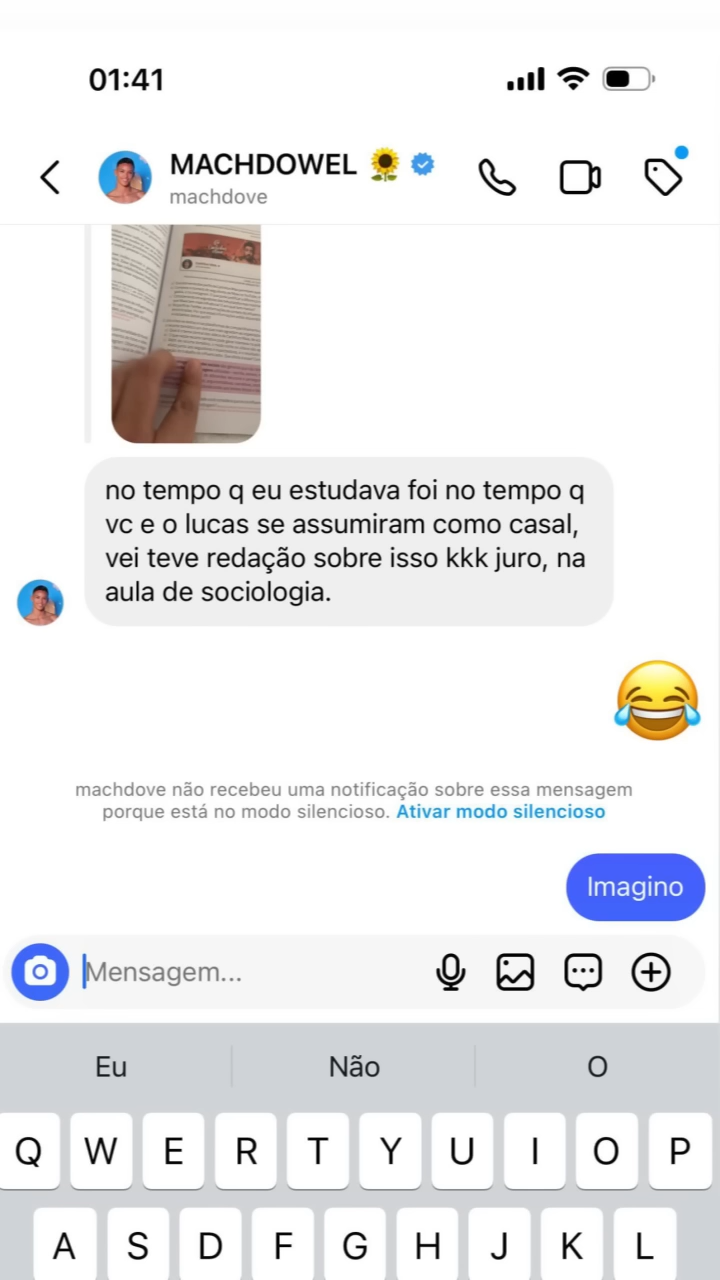 01:41
MACHDOWEL 🌻
machdove
no tempo q eu estudava foi no tempo q
vc e o lucas se assumiram como casal,
vei teve redação sobre isso kkk juro, na
aula de sociologia.
😂
machdove não recebeu uma notificação sobre essa mensagem
porque está no modo silencioso. Ativar modo silencioso
Imagino
Mensagem...
Eu Não O
Q W E R T Y U I O P
A S D F G H J K L